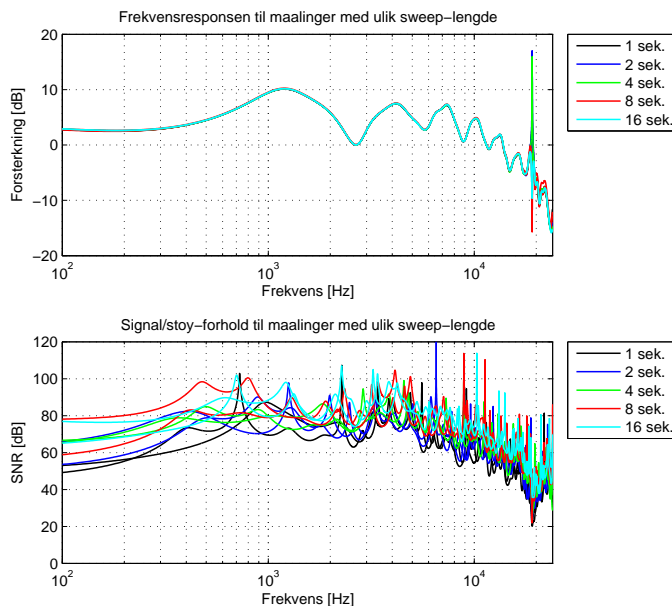 Frekvensresponsen til maalinger med ulik sweep−lengde
20
10
0
−10
−20
Forsterkning [dB]
10^2
10^3
10^4
Frekvens [Hz]
1 sek.
2 sek.
4 sek.
8 sek.
16 sek.
Signal/stoy−forhold til maalinger med ulik sweep−lengde
120
100
80
60
40
20
0
SNR [dB]
10^2
10^3
10^4
Frekvens [Hz]
1 sek.
2 sek.
4 sek.
8 sek.
16 sek.